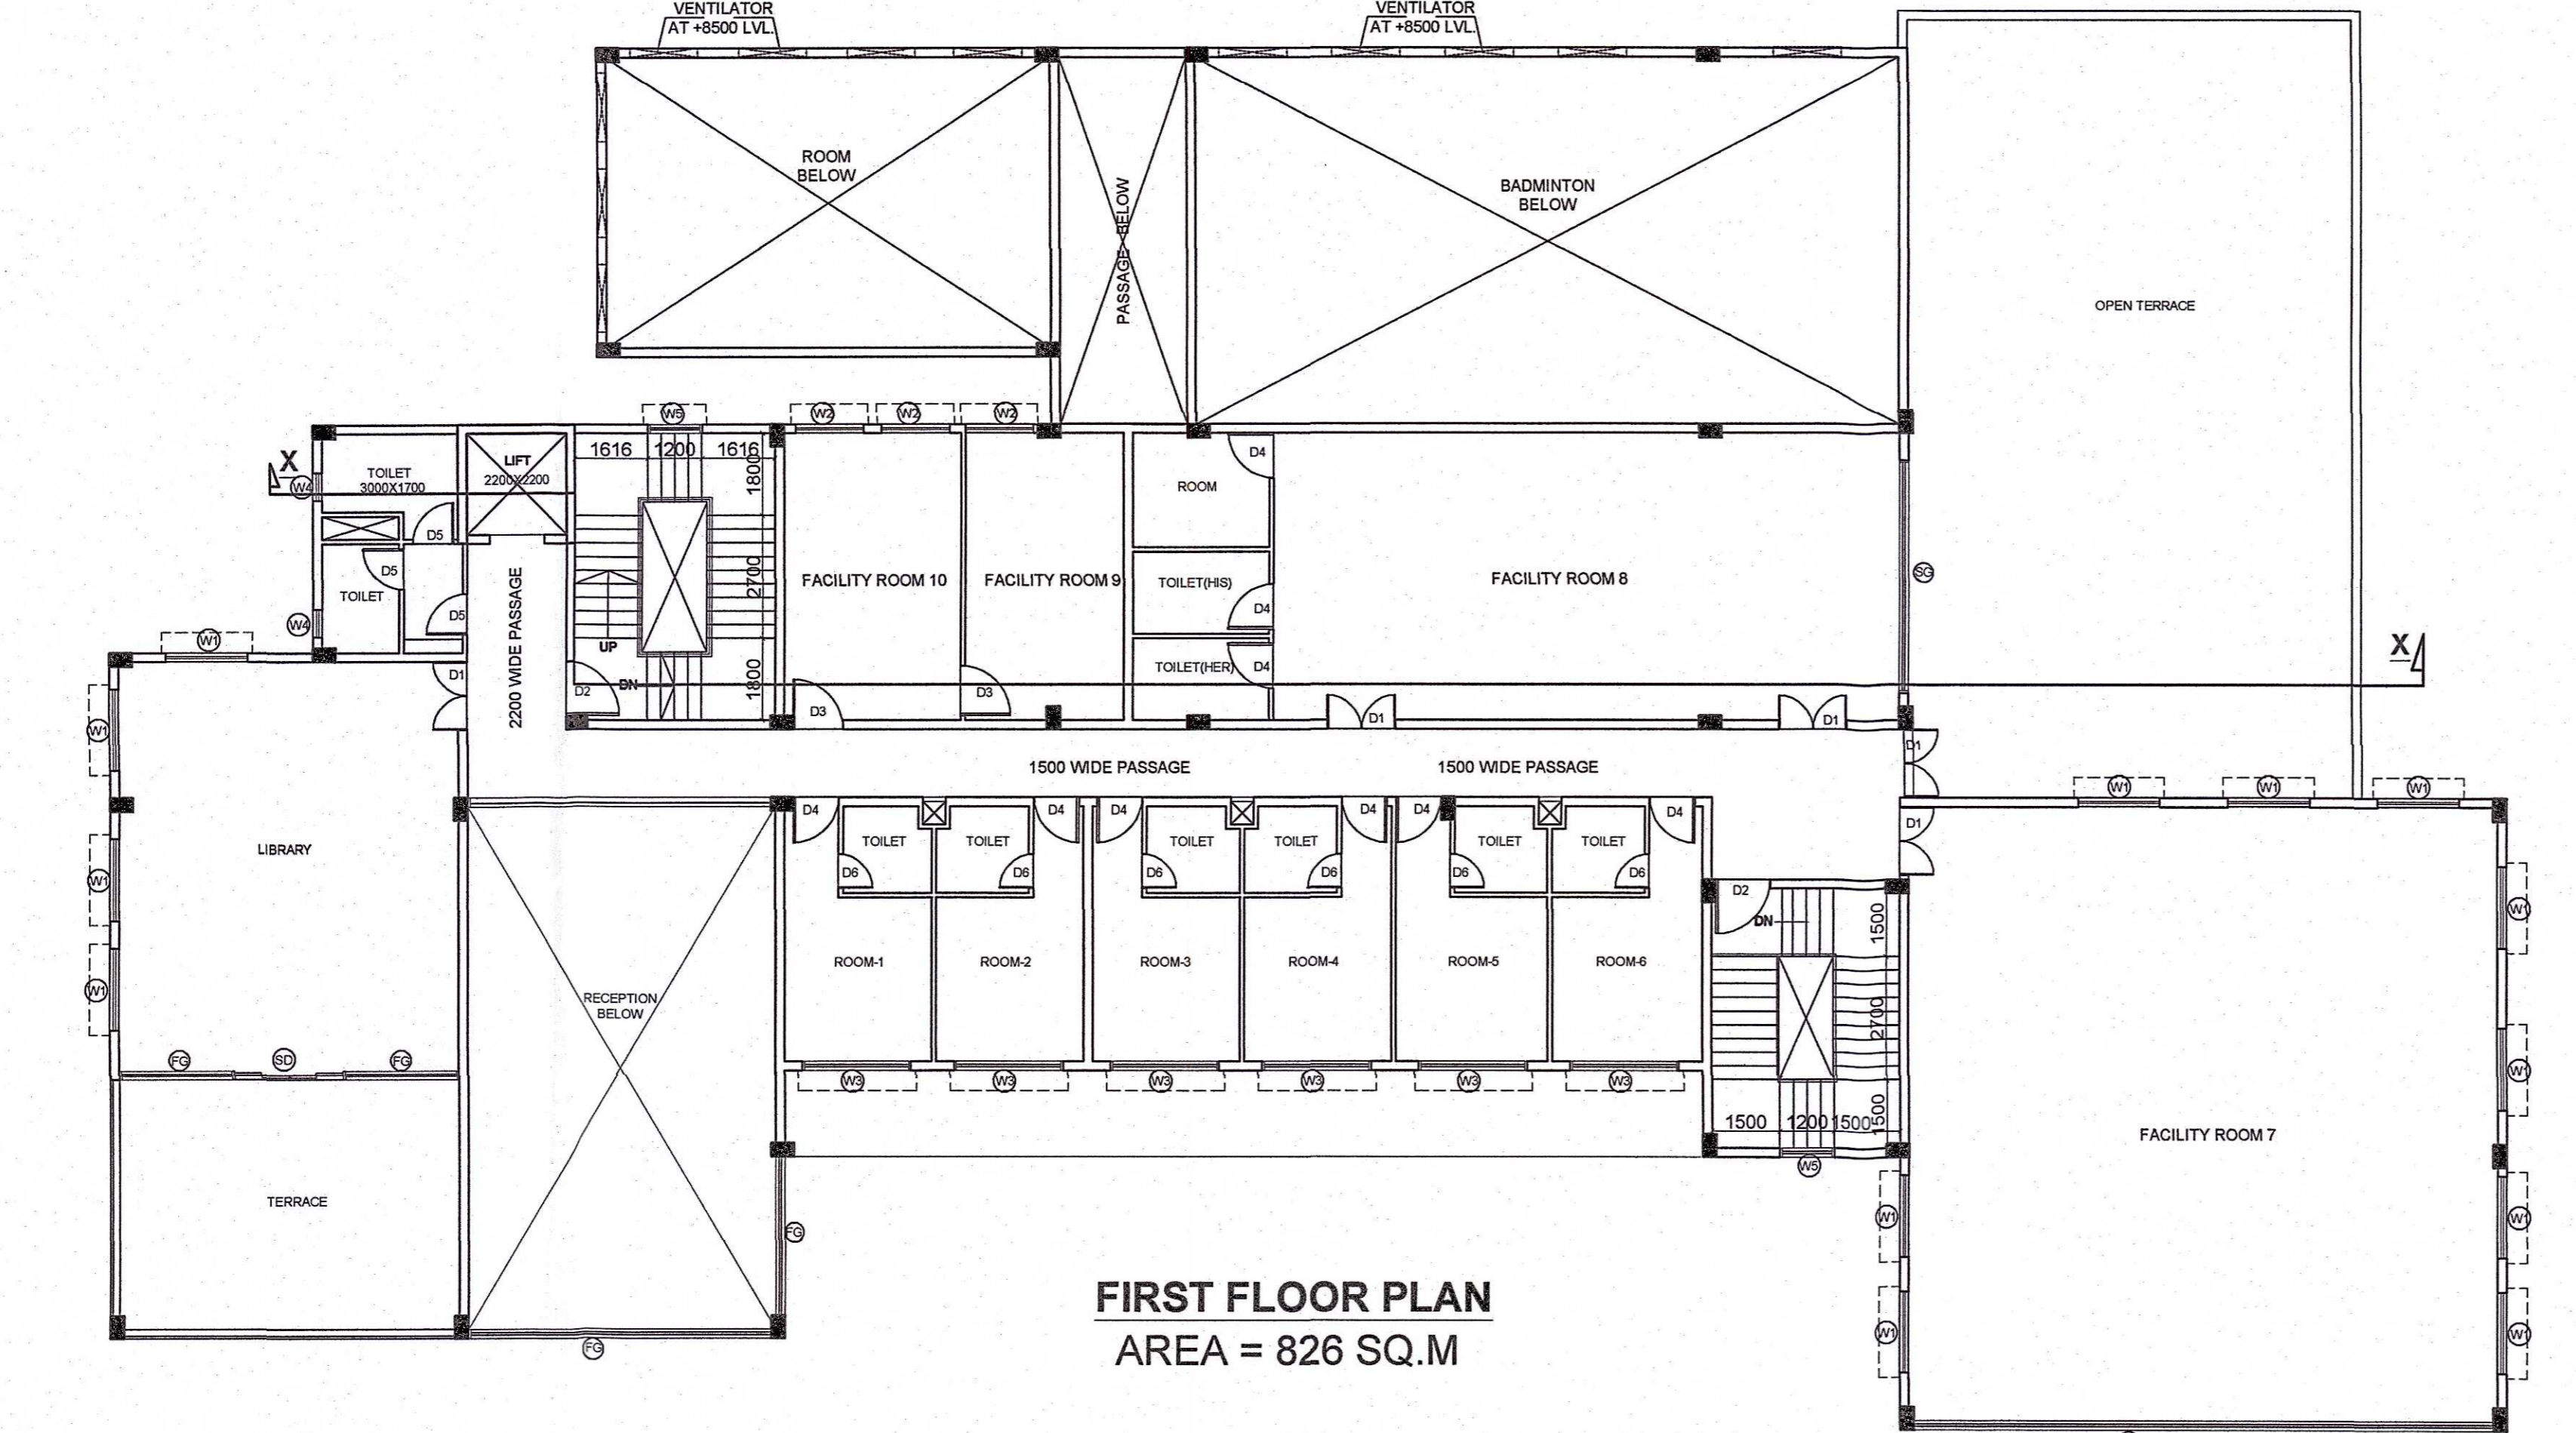 VENTILATOR
AT +8500 LVL.
VENTILATOR
AT +8500 LVL.
ROOM
BELOW
PASSAGE BELOW
BADMINTON
BELOW
OPEN TERRACE
W5
W2
W2
W2
X
W4
TOILET
3000X1700
LIFT
2200X2200
1616
1200
1616
1800
D5
D5
TOILET
W4
D5
2200 WIDE PASSAGE
2700
UP
D2
DN
1800
FACILITY ROOM 10
D3
FACILITY ROOM 9
D3
ROOM
D4
TOILET(HIS)
D4
TOILET(HER)
D4
FACILITY ROOM 8
SG
D1
D1
X
W1
D1
W1
1500 WIDE PASSAGE
1500 WIDE PASSAGE
D1
D1
W1
W1
W1
LIBRARY
W1
W1
D4
TOILET
D6
TOILET
D4
D6
D4
TOILET
D6
TOILET
D4
D6
D4
TOILET
D6
TOILET
D4
D6
ROOM-1
ROOM-2
ROOM-3
ROOM-4
ROOM-5
ROOM-6
D2
DN
1500
2700
1500
1500
1200
1500
W5
RECEPTION
BELOW
FG
SD
FG
W3
W3
W3
W3
W3
W3
TERRACE
FG
FG
FACILITY ROOM 7
W1
W1
W1
W1
W1
W1
FIRST FLOOR PLAN
AREA = 826 SQ.M